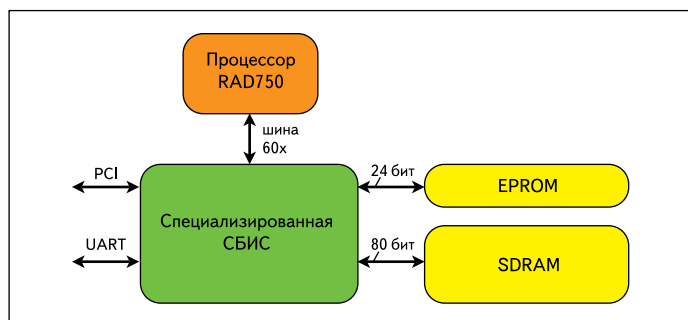 Процессор
RAD750
шина
60x
PCI
24 бит
EPROM
Специализированная
СБИС
UART
80 бит
SDRAM